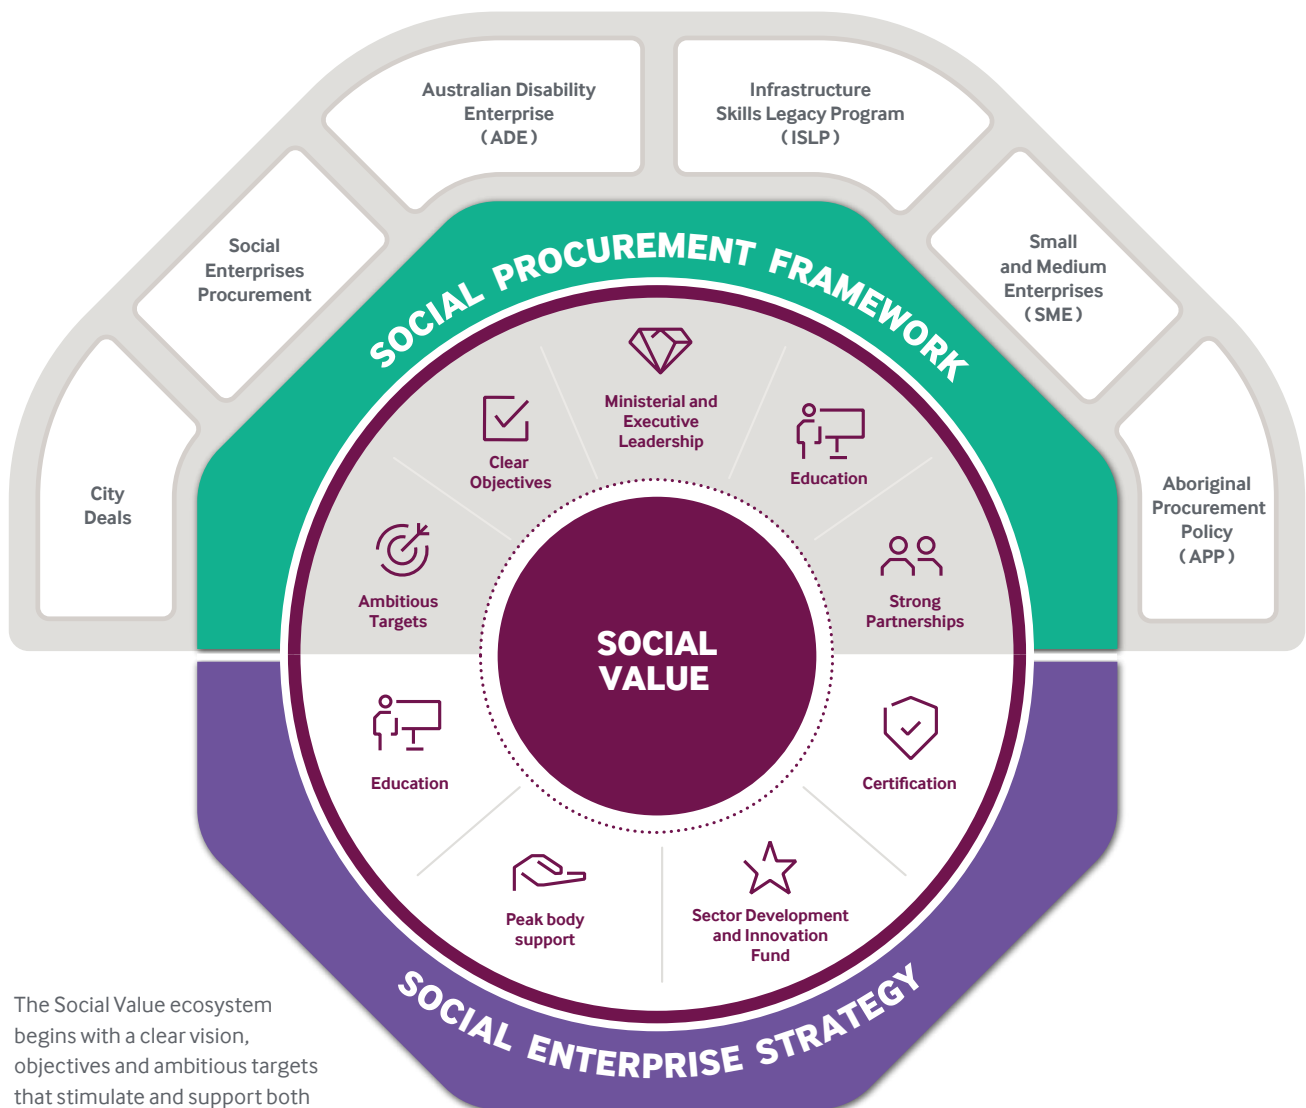 Australian Disability
Enterprise
(ADE)
Infrastructure
Skills Legacy Program
(ISLP)
Social
Enterprises
Procurement
Small
and Medium
Enterprises
(SME)
City
Deals
Aboriginal
Procurement
Policy
(APP)
SOCIAL PROCUREMENT FRAMEWORK
Ministerial and
Executive
Leadership
Clear
Objectives
Education
Ambitious
Targets
Strong
Partnerships
SOCIAL
VALUE
Education
Certification
Peak body
support
Sector Development
and Innovation
Fund
SOCIAL ENTERPRISE STRATEGY
The Social Value ecosystem
begins with a clear vision,
objectives and ambitious targets
that stimulate and support both